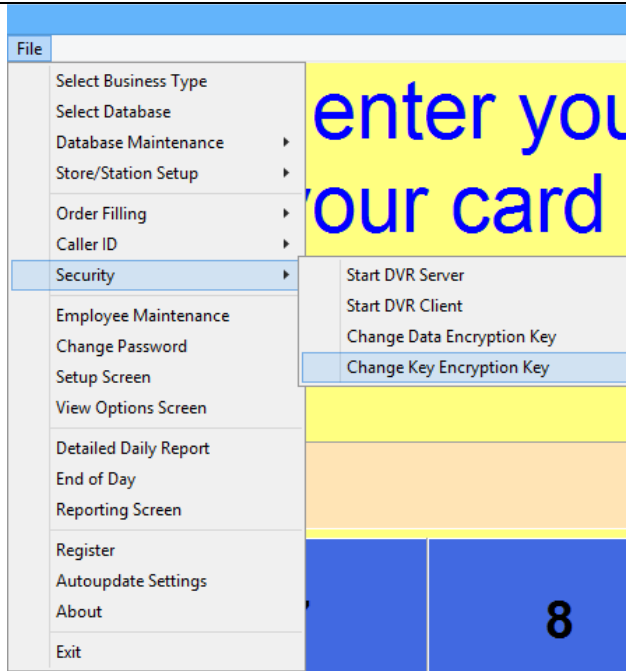 File
Select Business Type
Select Database
Database Maintenance
Store/Station Setup
Order Filling
Caller ID
Security
Employee Maintenance
Change Password
Setup Screen
View Options Screen
Detailed Daily Report
End of Day
Reporting Screen
Register
Autoupdate Settings
About
Exit
Start DVR Server
Start DVR Client
Change Data Encryption Key
Change Key Encryption Key
enter you
our card
8